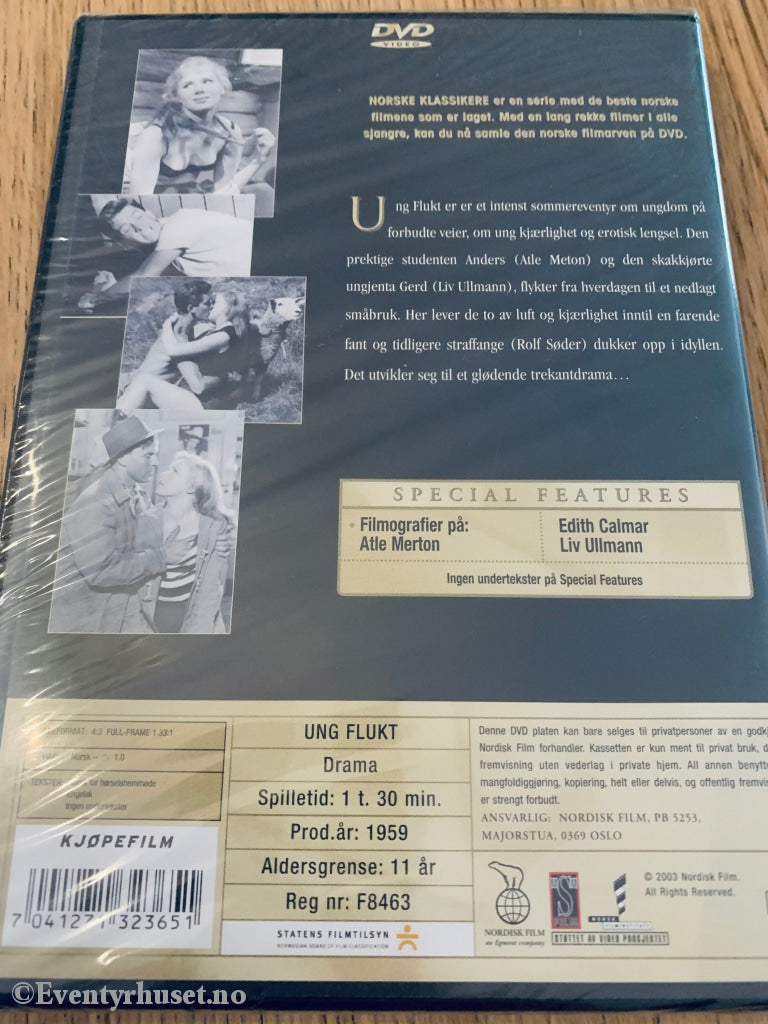 DVD
VIDEO
NORSKE KLASSIKERE er en serie med de beste norske
filmene som er laget. Med en lang rekke filmer i alle
sjangre, kan du nå samle den norske filmarven på DVD.
Ung Flukt er er et intenst sommereventyr om ungdom på
forbudte veier, om ung kjærlighet og erotisk lengsel. Den
prektige studenten Anders (Atle Meton) og den skakkjørte
ungjenta Gerd (Liv Ullmann), flykter fra hverdagen til et nedlagt
småbruk. Her lever de to av luft og kjærlighet inntil en farende
fant og tidligere straffange (Rolf Søder) dukker opp i idyllen.
Det utvikler seg til et glødende trekantdrama...
SPECIAL FEATURES
• Filmografier på:
Atle Merton
Edith Calmar
Liv Ullmann
Ingen undertekster på Special Features
4:3 FULL-FRAME 1.33:1
Norsk – 1.0
TEKSTER:
for hørselshemmede
Engelsk
Ingen undertekster
KJØPEFILM
7 041271 323651
UNG FLUKT
Drama
Spilletid: 1 t. 30 min.
Prod.år: 1959
Aldersgrense: 11 år
Reg nr: F8463
STATENS FILMTILSYN
NORWEGIAN BOARD OF FILM CLASSIFICATION
Denne DVD platen kan bare selges til privatpersoner av en
Nordisk Film forhandler. Kassetten er kun ment til privat bruk,
fremvisning uten vederlag i private hjem. All annen
mangfoldiggjøring, kopiering, helt eller delvis, og offentlig
er strengt forbudt.
ANSVARLIG: NORDISK FILM, PB 5253,
MAJORSTUA, 0369 OSLO
NORDISK FILM
an Egmont company
NORSK
FILMINSTITUTT
STØTTET AV VIDEO PROSJEKTET
© 2003 Nordisk Film.
All Rights Reserved.
©Eventyrhuset.no